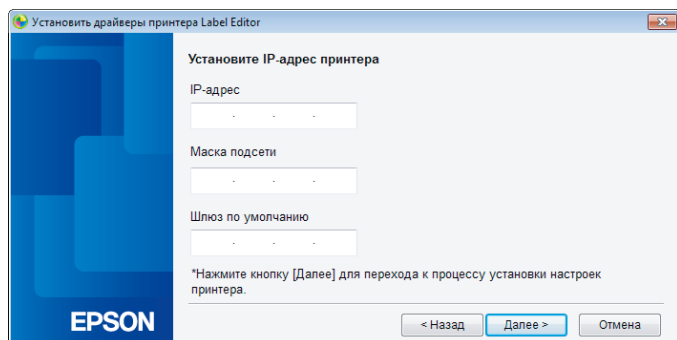 Установить драйверы принтера Label Editor
Установите IP-адрес принтера
IP-адрес
. . .
Маска подсети
. . .
Шлюз по умолчанию
. . .
*Нажмите кнопку [Далее] для перехода к процессу установки настроек
принтера.
EPSON
< Назад Далее > Отмена